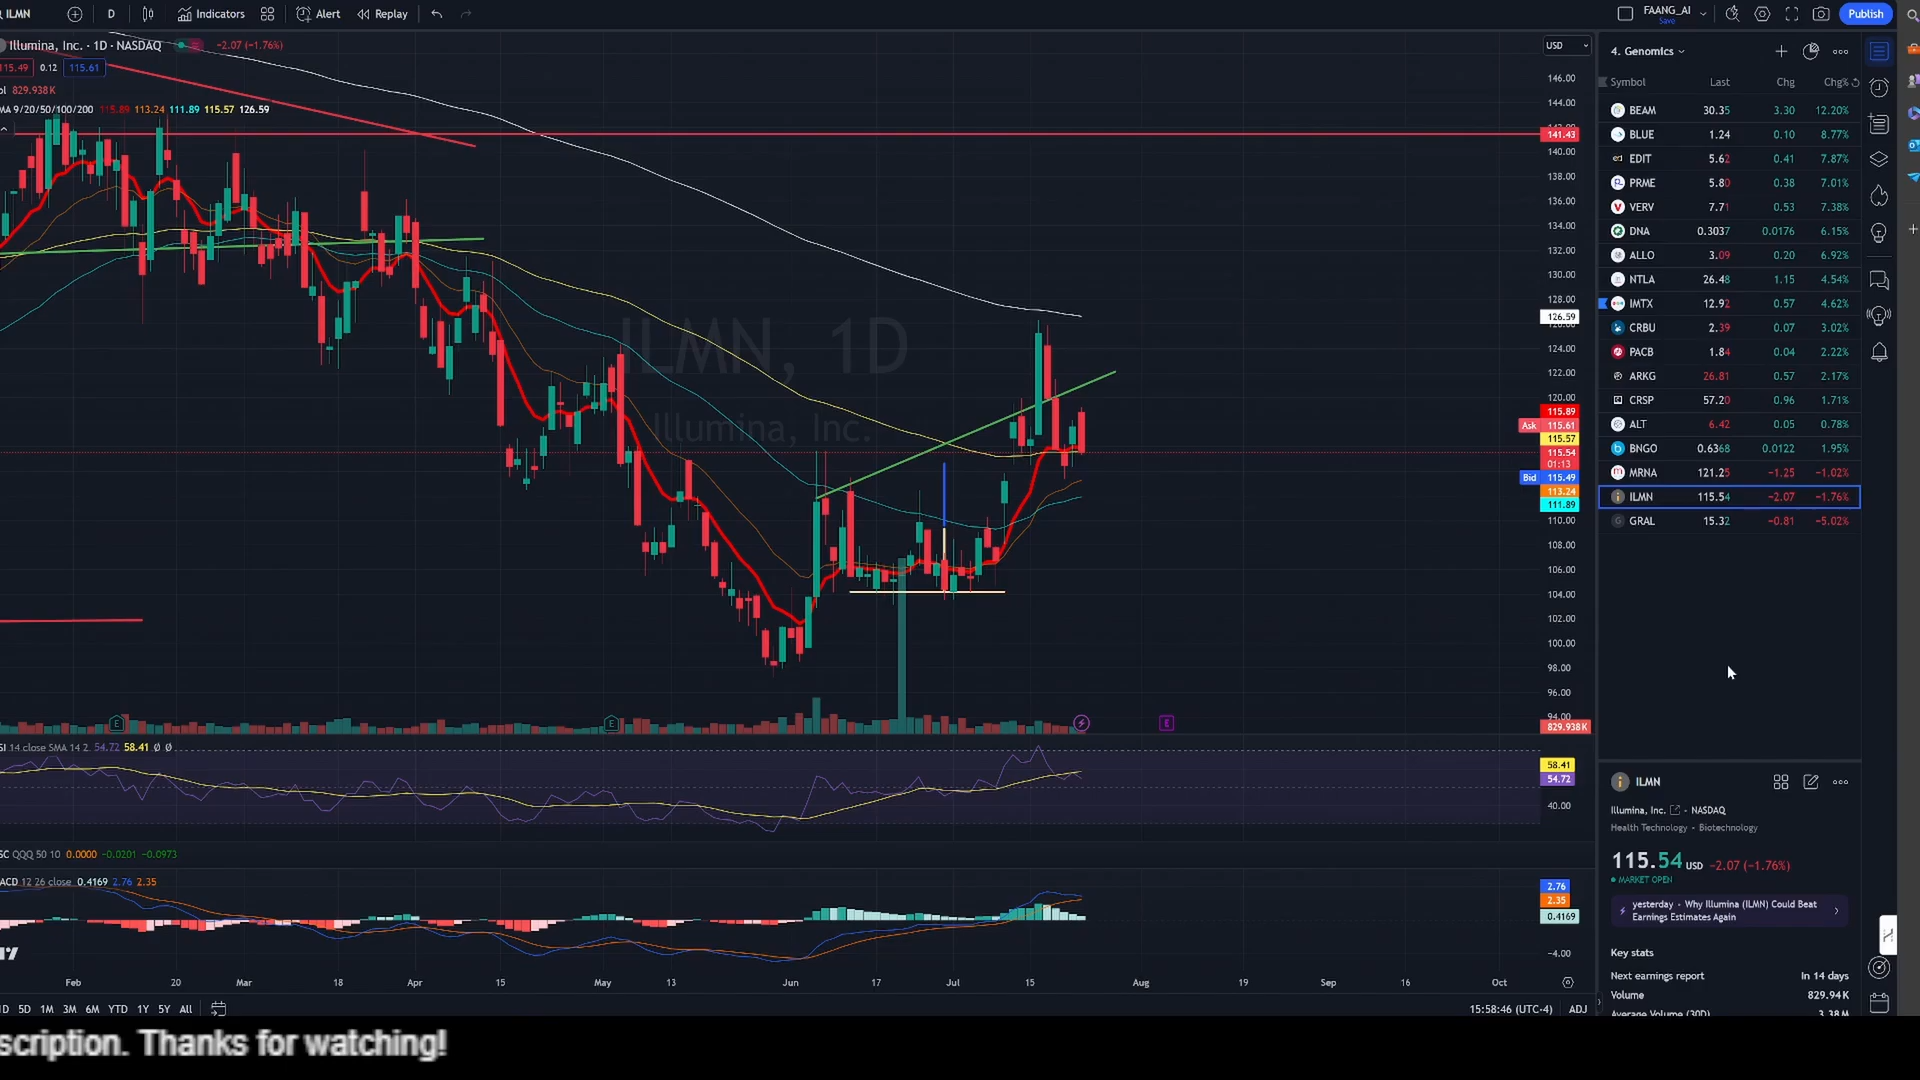 ILMN
D
Indicators
Alert
Replay
FAANG_AI
Save
Publish
Illumina, Inc. · 1D · NASDAQ
−2.07 (−1.76%)
115.49 0.12 115.61
829.938K
9/20/50/100/200 115.89 113.24 111.89 115.57 126.59
ILMN, 1D
Illumina, Inc.
USD
146.00
144.00
141.43
140.00
138.00
136.00
134.00
132.00
130.00
128.00
126.59
124.00
122.00
120.00
115.89
Ask 115.61
115.57
115.54
01:13
Bid 115.49
113.24
111.89
110.00
108.00
106.00
104.00
102.00
100.00
98.00
96.00
94.00
829.938K
E
E
E
14 close SMA 14 2 54.72 58.41 Ø Ø
58.41
54.72
40.00
QQQ 50 10 0.0000 −0.0201 −0.0973
12 26 close 0.4169 2.76 2.35
2.76
2.35
0.4169
−4.00
Feb 20 Mar 18 Apr 15 May 13 Jun 17 Jul 15 Aug 19 Sep 16 Oct
1D 5D 1M 3M 6M YTD 1Y 5Y All
15:58:46 (UTC-4) ADJ
4. Genomics
Symbol Last Chg Chg%
BEAM 30.35 3.30 12.20%
BLUE 1.24 0.10 8.77%
EDIT 5.62 0.41 7.87%
PRME 5.80 0.38 7.01%
VERV 7.71 0.53 7.38%
DNA 0.3037 0.0176 6.15%
ALLO 3.09 0.20 6.92%
NTLA 26.48 1.15 4.54%
IMTX 12.92 0.57 4.62%
CRBU 2.39 0.07 3.02%
PACB 1.84 0.04 2.22%
ARKG 26.81 0.57 2.17%
CRSP 57.20 0.96 1.71%
ALT 6.42 0.05 0.78%
BNGO 0.6368 0.0122 1.95%
MRNA 121.25 −1.25 −1.02%
ILMN 115.54 −2.07 −1.76%
GRAL 15.32 −0.81 −5.02%
ILMN
Illumina, Inc. • NASDAQ
Health Technology • Biotechnology
115.54 USD −2.07 (−1.76%)
MARKET OPEN
yesterday • Why Illumina (ILMN) Could Beat
Earnings Estimates Again
Key stats
Next earnings report In 14 days
Volume 829.94K
Average Volume (30D) 3.38M
scription. Thanks for watching!